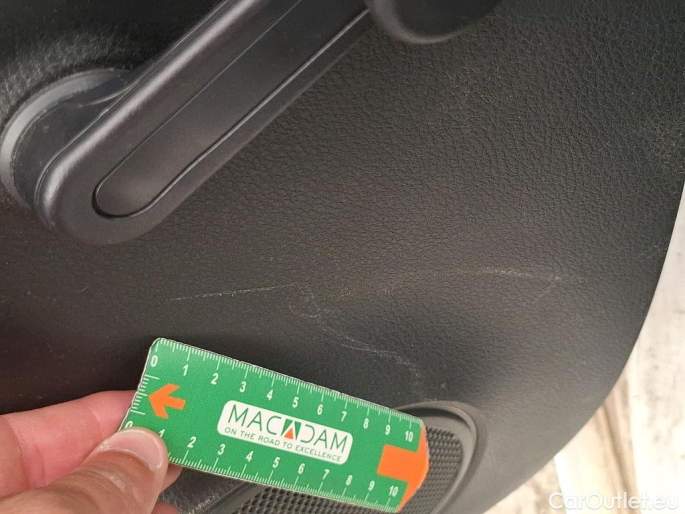 0 1 2 3 4 5 6 7 8 9 10
MACADAM
ON THE ROAD TO EXCELLENCE
0 1 2 3 4 5 6 7 8 9 10
CarOutlet.eu